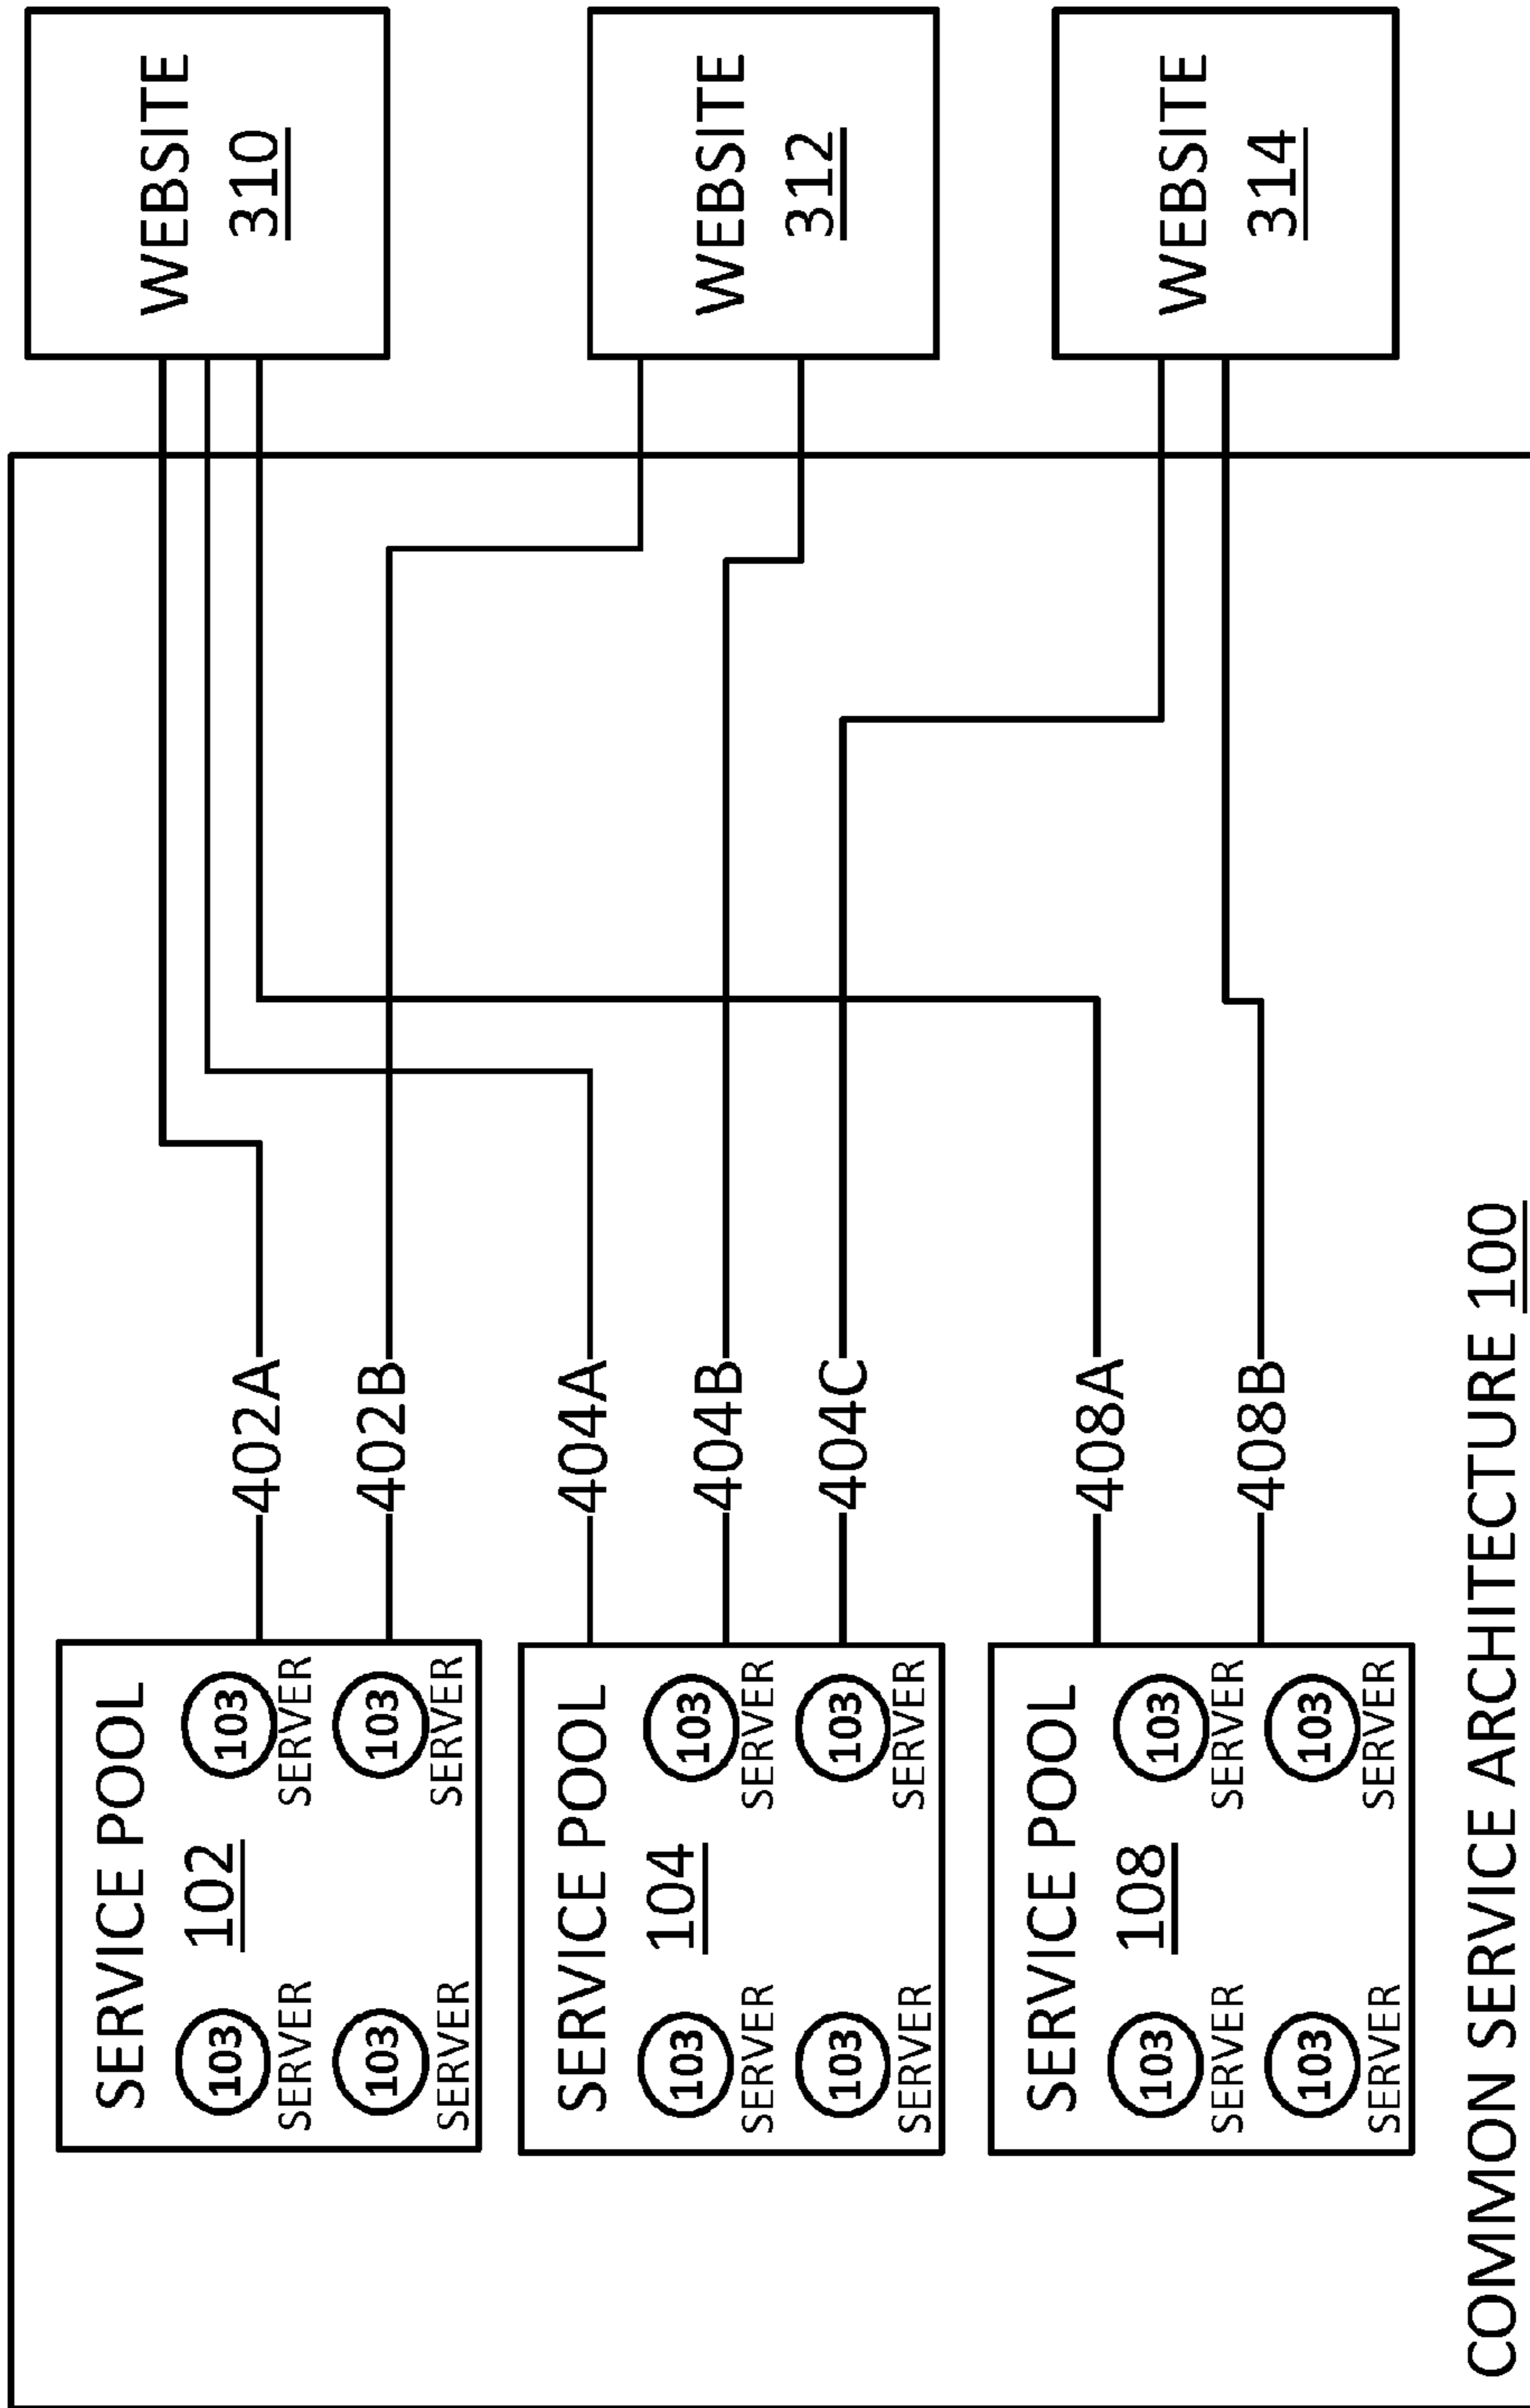 SERVICE POOL
103
102
103
SERVER
SERVER
103
103
SERVER
SERVER
402A
402B
WEBSITE
310
SERVICE POOL
103
104
103
SERVER
SERVER
103
103
SERVER
SERVER
404A
404B
404C
WEBSITE
312
SERVICE POOL
103
108
103
SERVER
SERVER
103
103
SERVER
SERVER
408A
408B
WEBSITE
314
COMMON SERVICE ARCHITECTURE 100